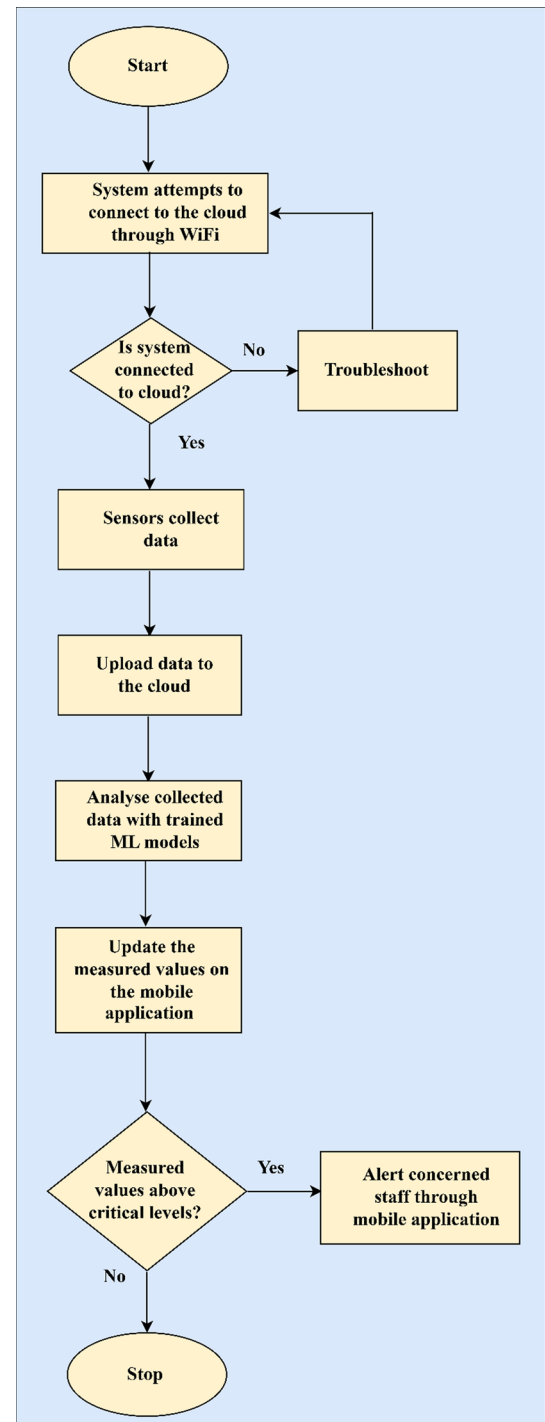 Start
System attempts to
connect to the cloud
through WiFi
Is system
connected
to cloud?
No
Troubleshoot
Yes
Sensors collect
data
Upload data to
the cloud
Analyse collected
data with trained
ML models
Update the
measured values on
the mobile
application
Measured
values above
critical levels?
Yes
Alert concerned
staff through
mobile application
No
Stop